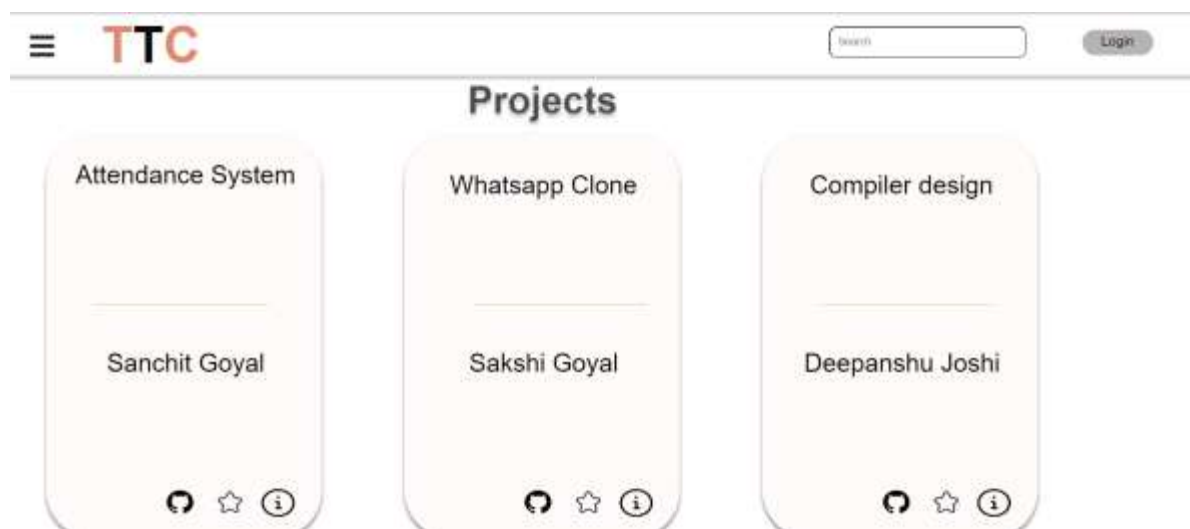 TTC
Search
Login
Projects
Attendance System
Whatsapp Clone
Compiler design
Sanchit Goyal
Sakshi Goyal
Deepanshu Joshi